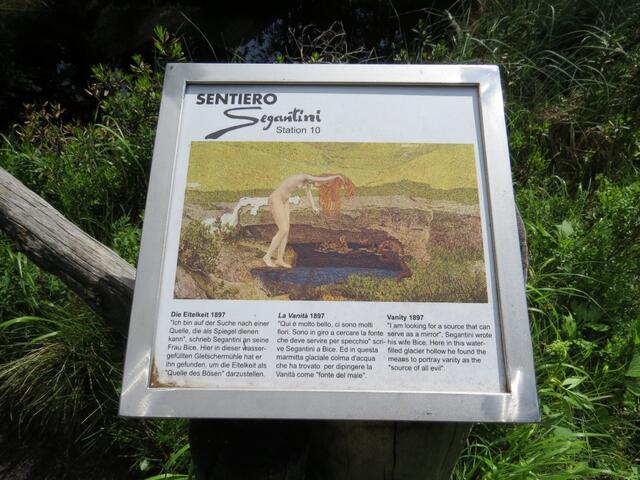 SENTIERO
Segantini
Station 10
Die Eitelkeit 1897
"Ich bin auf der Suche nach einer
Quelle, die als Spiegel dienen
kann", schrieb Segantini an seine
Frau Bice. Hier in dieser wasser-
gefüllten Gletschermühle hat er
ihn gefunden, um die Eitelkeit als
"Quelle des Bösen" darzustellen.
La Vanità 1897
"Qui è molto bello, ci sono molti
fiori. Sono in giro a cercare la fonte
che deve servire per specchio" scri-
ve Segantini a Bice. Ed in questa
marmitta glaciale colma d'acqua
che ha trovato per dipingere la
Vanità come "fonte del male".
Vanity 1897
"I am looking for a source that can
serve as a mirror", Segantini wrote
his wife Bice. Here in this water-
filled glacier hollow he found the
means to portray vanity as the
"source of all evil".